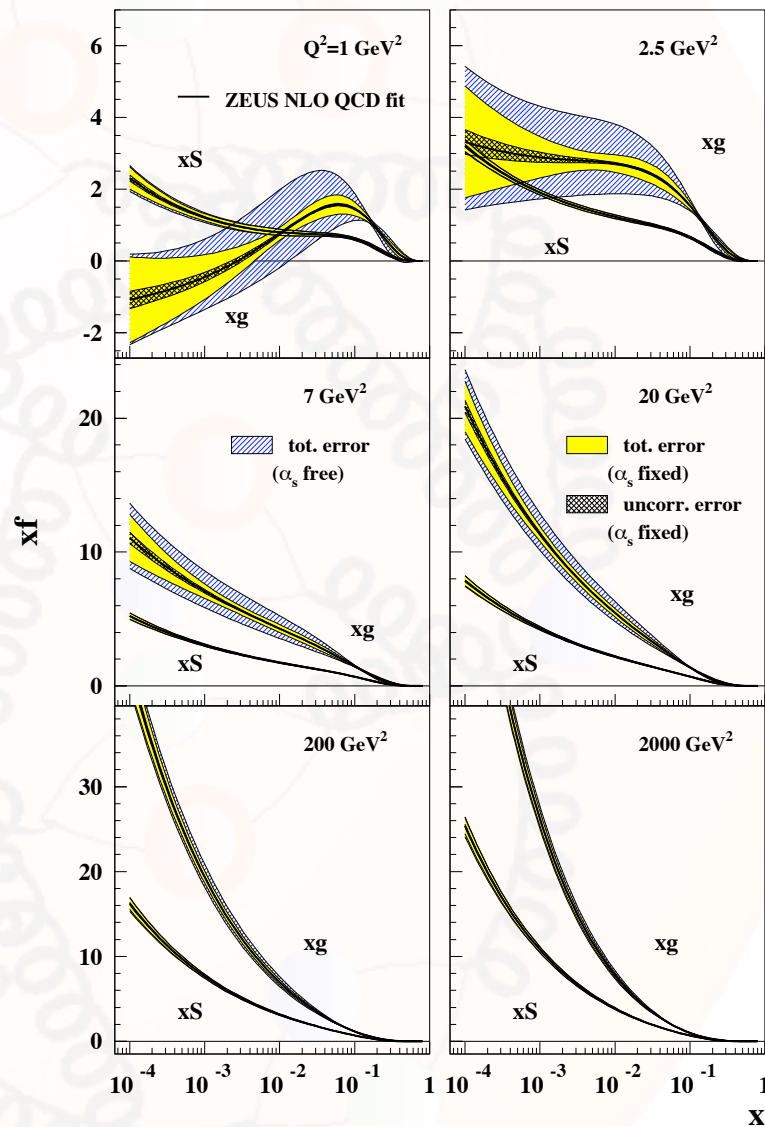 Q²=1 GeV²
2.5 GeV²
ZEUS NLO QCD fit
xS
xg
xg
xS
6
4
2
0
-2
7 GeV²
20 GeV²
tot. error
(αs free)
tot. error
(αs fixed)
uncorr. error
(αs fixed)
xg
xS
xg
xS
20
10
0
xf
200 GeV²
2000 GeV²
xg
xS
xg
xS
30
20
10
0
10 -4 10 -3 10 -2 10 -1 1
10 -4 10 -3 10 -2 10 -1 1
x